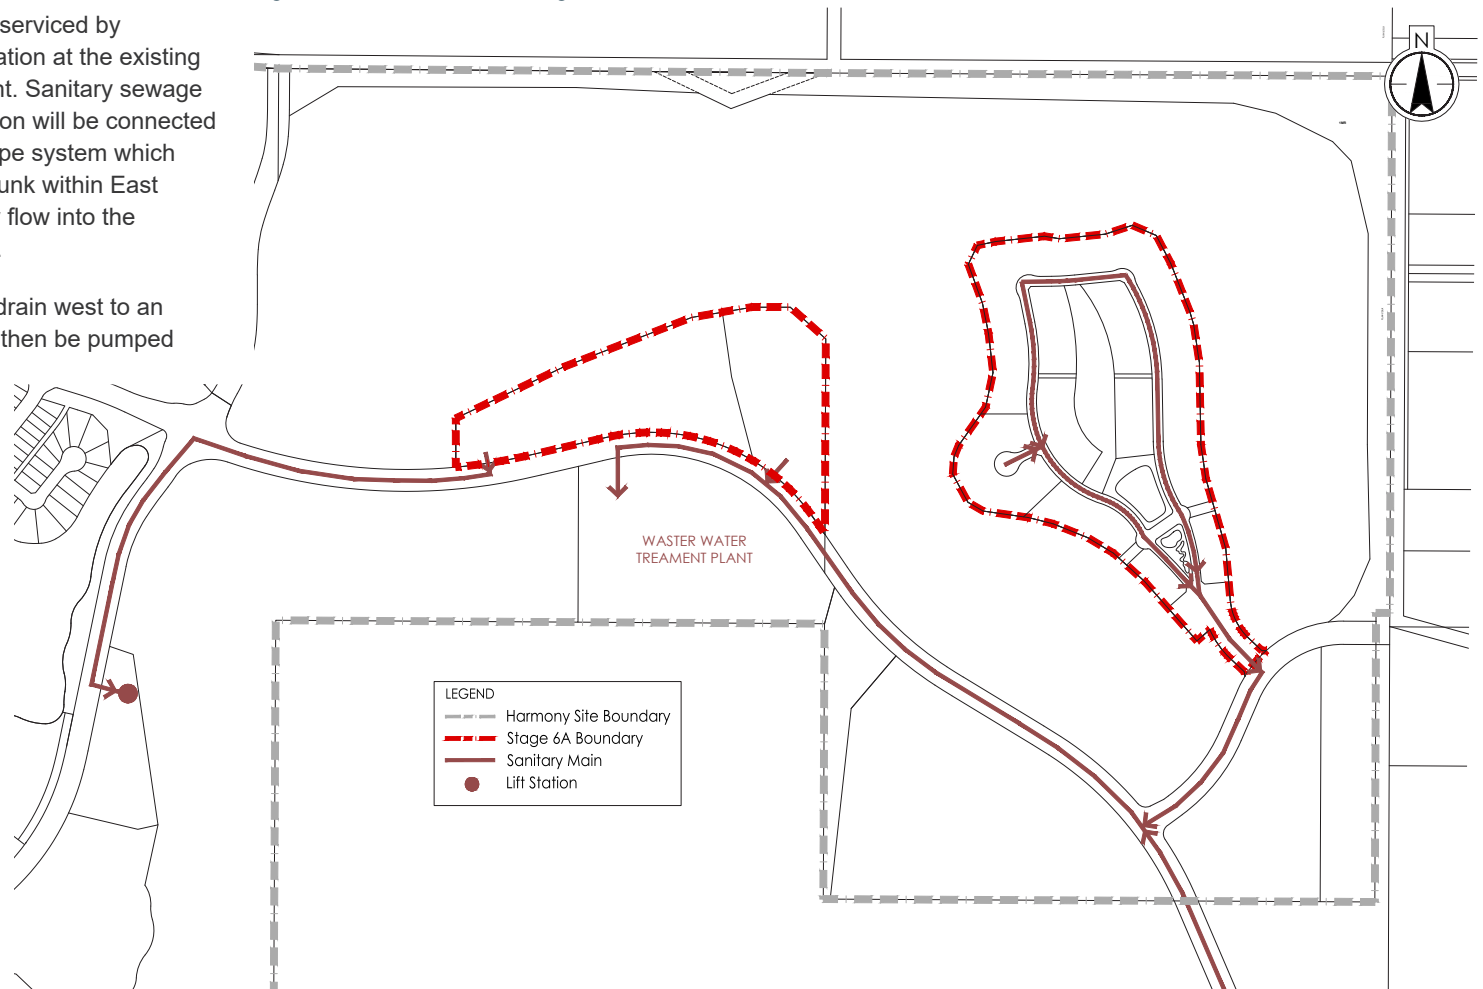 serviced by
ation at the existing
nt. Sanitary sewage
on will be connected
pe system which
unk within East
flow into the
drain west to an
then be pumped
N
WASTER WATER
TREAMENT PLANT
LEGEND
Harmony Site Boundary
Stage 6A Boundary
Sanitary Main
Lift Station